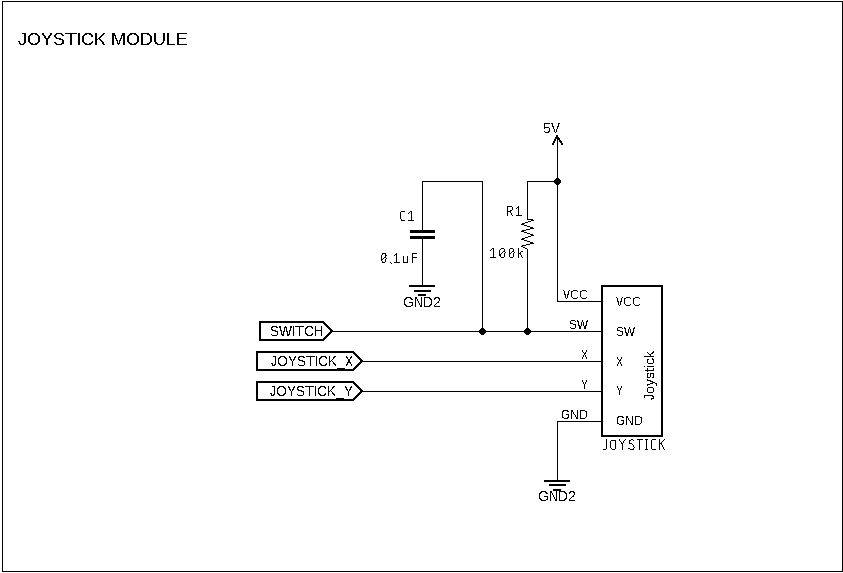 JOYSTICK MODULE
5V
C1
R1
0.1uF
100k
GND2
VCC
VCC
SWITCH
SW
SW
JOYSTICK_X
X
X
Joystick
JOYSTICK_Y
Y
Y
GND
GND
JOYSTICK
GND2